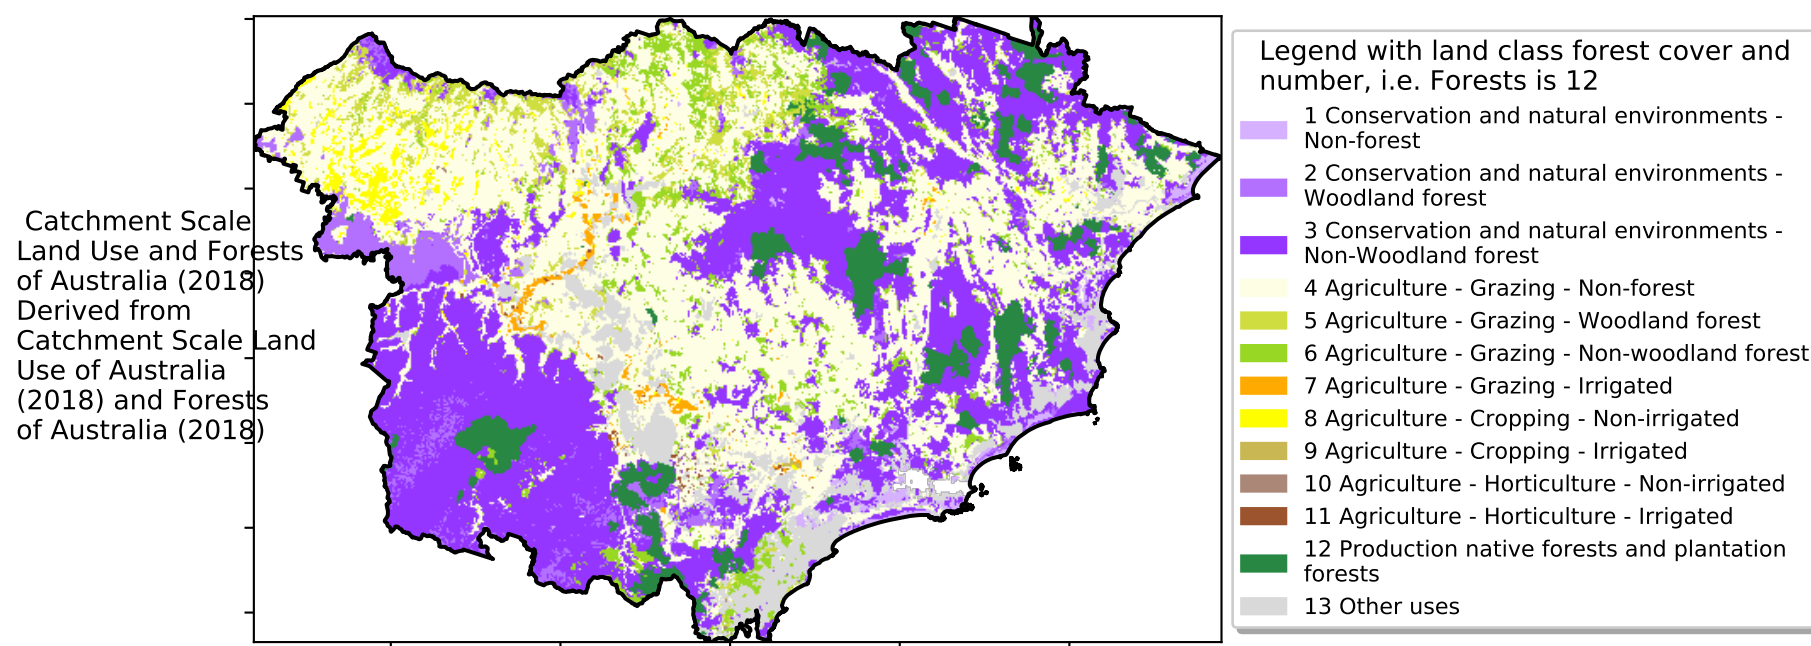 Catchment Scale
Land Use and Forests
of Australia (2018)
Derived from
Catchment Scale Land
Use of Australia
(2018) and Forests
of Australia (2018)
Legend with land class forest cover and
number, i.e. Forests is 12
1 Conservation and natural environments -
Non-forest
2 Conservation and natural environments -
Woodland forest
3 Conservation and natural environments -
Non-Woodland forest
4 Agriculture - Grazing - Non-forest
5 Agriculture - Grazing - Woodland forest
6 Agriculture - Grazing - Non-woodland forest
7 Agriculture - Grazing - Irrigated
8 Agriculture - Cropping - Non-irrigated
9 Agriculture - Cropping - Irrigated
10 Agriculture - Horticulture - Non-irrigated
11 Agriculture - Horticulture - Irrigated
12 Production native forests and plantation
forests
13 Other uses